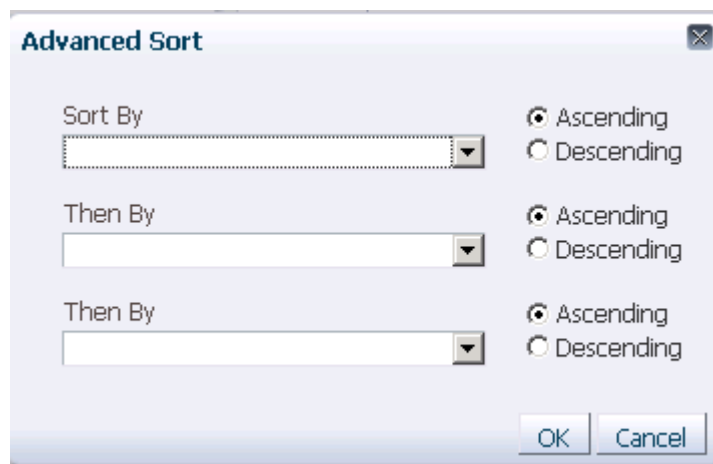 Advanced Sort
Sort By
Ascending
Descending
Then By
Ascending
Descending
Then By
Ascending
Descending
OK Cancel